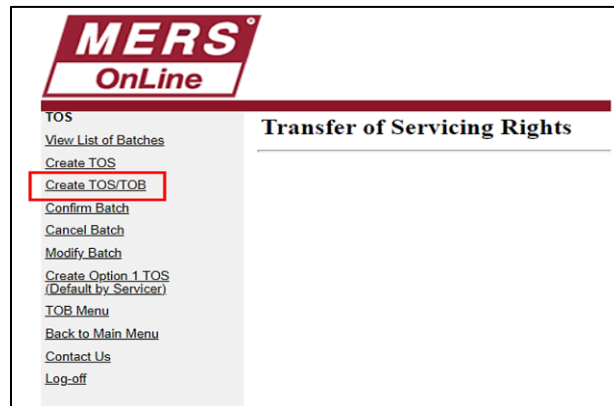 MERS®
OnLine
TOS
Transfer of Servicing Rights
View List of Batches
Create TOS
Create TOS/TOB
Confirm Batch
Cancel Batch
Modify Batch
Create Option 1 TOS
(Default by Servicer)
TOB Menu
Back to Main Menu
Contact Us
Log-off